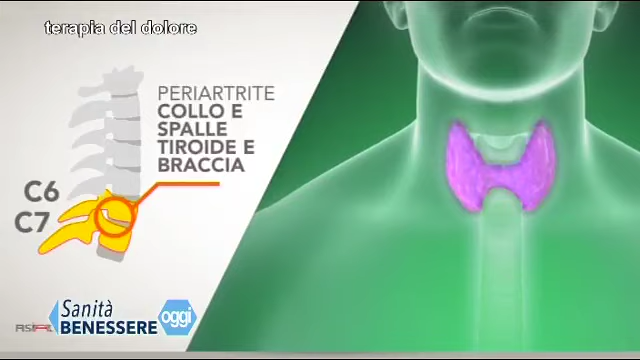 terapia del dolore
PERIARTRITE
COLLO E
SPALLE
TIROIDE E
BRACCIA
C6
C7
Sanità
BENESSERE
oggi